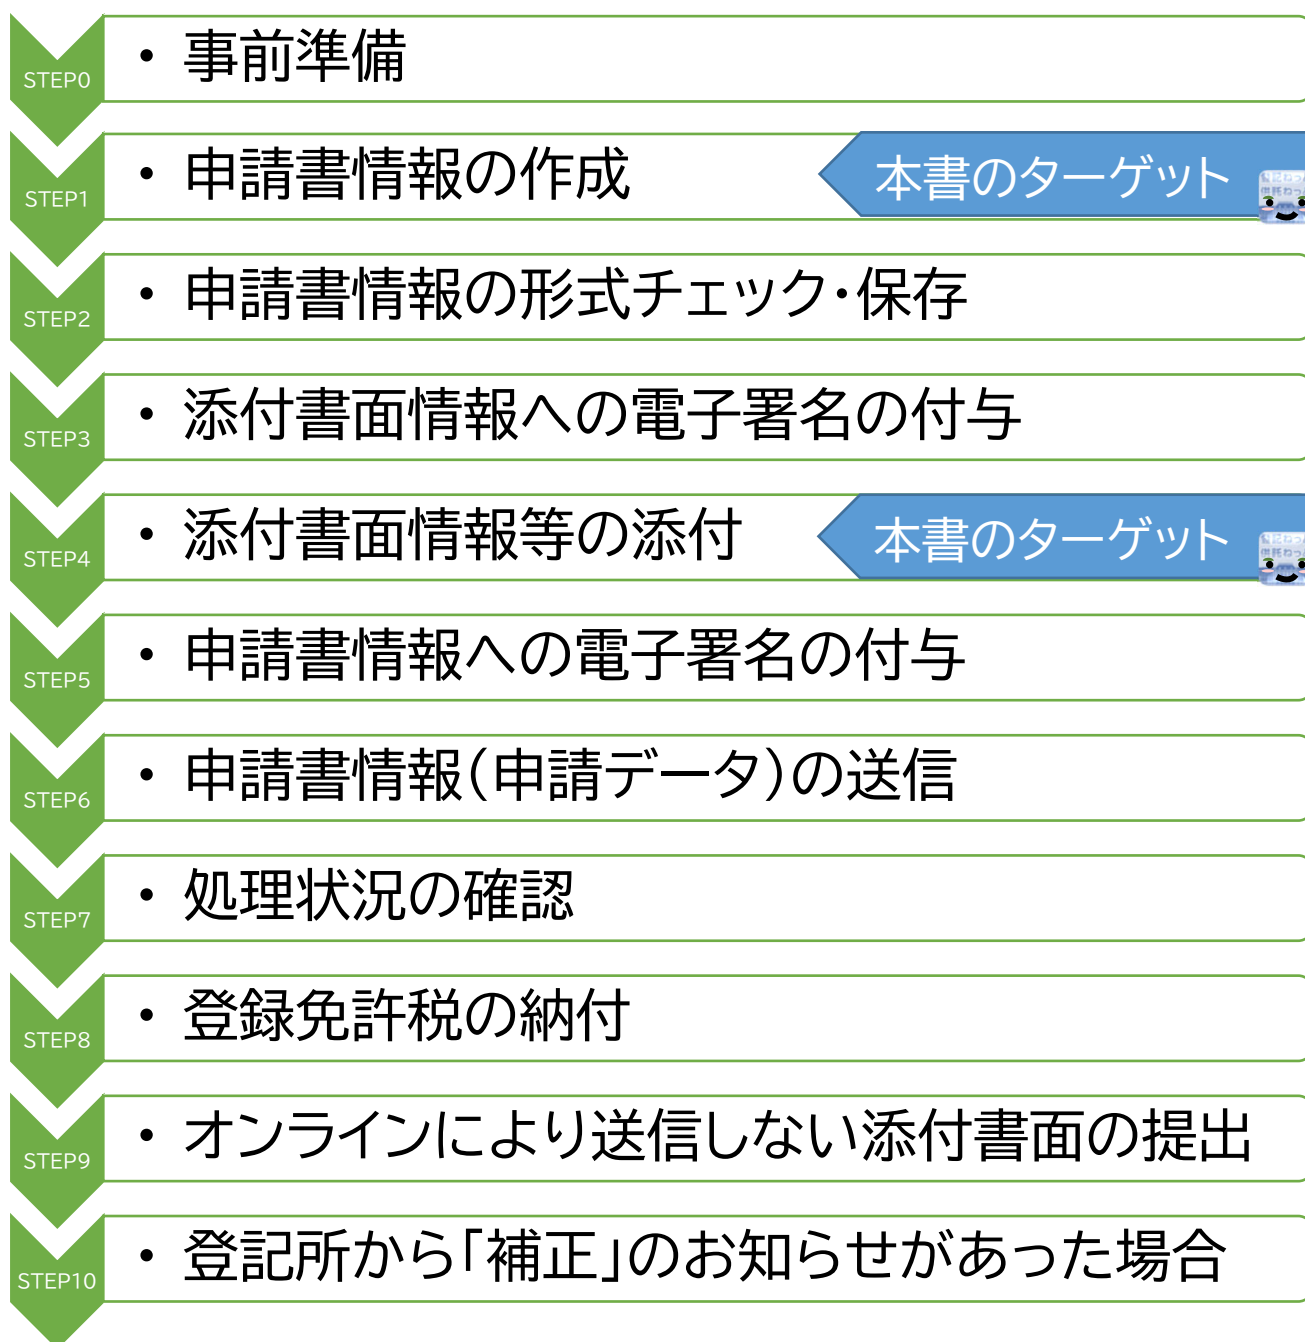 STEP0
・ 事前準備
STEP1
・ 申請書情報の作成
本書のターゲット
STEP2
・ 申請書情報の形式チェック・保存
STEP3
・ 添付書面情報への電子署名の付与
STEP4
・ 添付書面情報等の添付
本書のターゲット
STEP5
・ 申請書情報への電子署名の付与
STEP6
・ 申請書情報(申請データ)の送信
STEP7
・ 処理状況の確認
STEP8
・ 登録免許税の納付
STEP9
・ オンラインにより送信しない添付書面の提出
STEP10
・ 登記所から「補正」のお知らせがあった場合